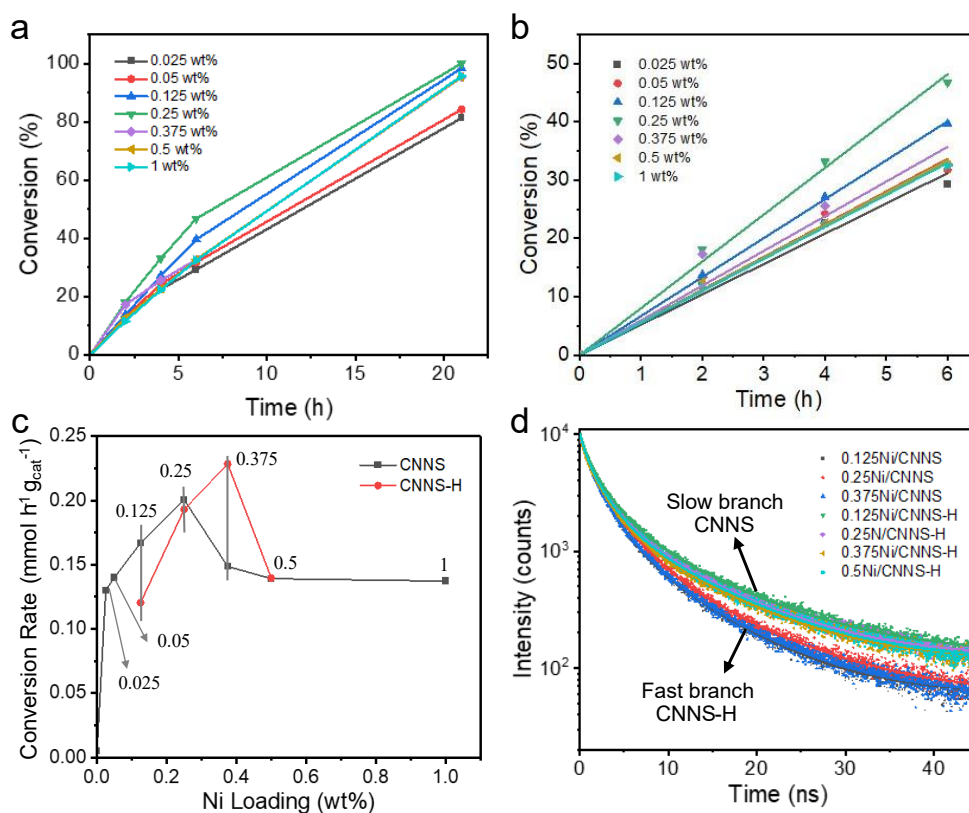 a
Conversion (%)
100
80
60
40
20
0
0.025 wt%
0.05 wt%
0.125 wt%
0.25 wt%
0.375 wt%
0.5 wt%
1 wt%
0 5 10 15 20
Time (h)
b
Conversion (%)
50
40
30
20
10
0
0.025 wt%
0.05 wt%
0.125 wt%
0.25 wt%
0.375 wt%
0.5 wt%
1 wt%
0 1 2 3 4 5 6
Time (h)
c
Conversion Rate (mmol h⁻¹ gcat⁻¹)
0.25
0.20
0.15
0.10
0.05
0.00
CNNS
CNNS-H
0.375
0.25
0.125
0.5
1
0.05
0.025
0.0 0.2 0.4 0.6 0.8 1.0
Ni Loading (wt%)
d
Intensity (counts)
10⁴
10³
10²
0.125Ni/CNNS
0.25Ni/CNNS
0.375Ni/CNNS
0.125Ni/CNNS-H
0.25N/CNNS-H
0.375Ni/CNNS-H
0.5Ni/CNNS-H
Slow branch
CNNS
Fast branch
CNNS-H
0 10 20 30 40
Time (ns)